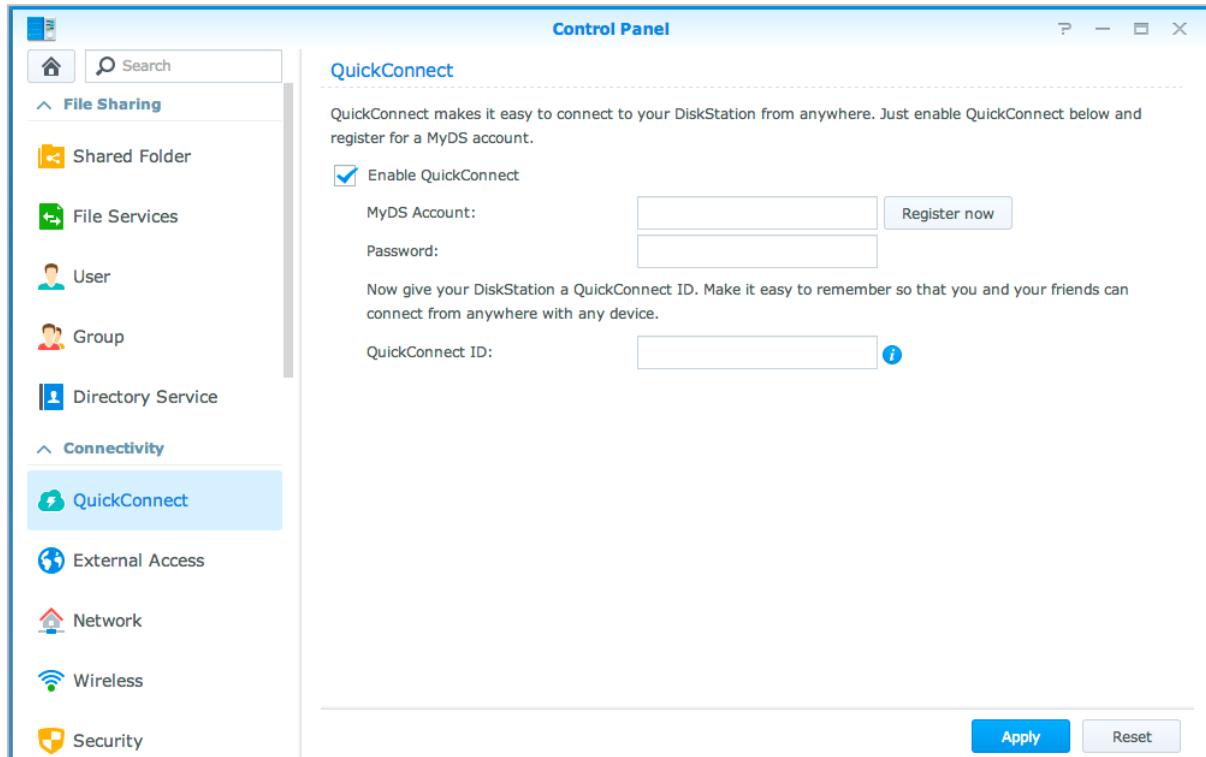 Control Panel
Search
File Sharing
Shared Folder
File Services
User
Group
Directory Service
Connectivity
QuickConnect
External Access
Network
Wireless
Security
QuickConnect
QuickConnect makes it easy to connect to your DiskStation from anywhere. Just enable QuickConnect below and
register for a MyDS account.
Enable QuickConnect
MyDS Account:
Register now
Password:
Now give your DiskStation a QuickConnect ID. Make it easy to remember so that you and your friends can
connect from anywhere with any device.
QuickConnect ID:
Apply
Reset